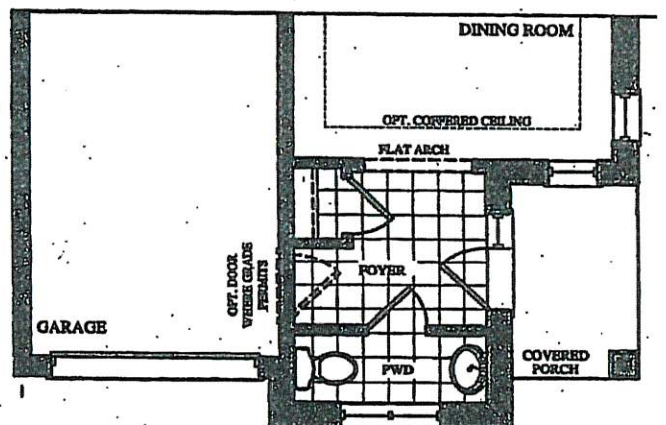 DINING ROOM
OPT. COFFERED CEILING
FLAT ARCH
OPT. DOOR
WHERE GRADE
PERMITS
FOYER
GARAGE
PWD
COVERED
PORCH